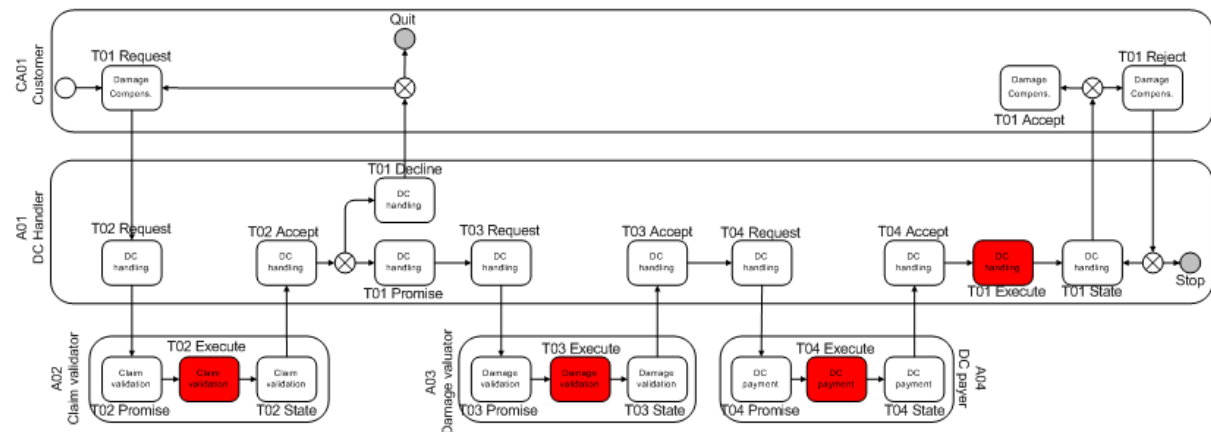 CA01
Customer
Quit
T01 Request
Damage
Compens.
Damage
Compens.
T01 Accept
T01 Reject
Damage
Compens.
A01
DC Handler
T01 Decline
DC
handling
T02 Request
DC
handling
T02 Accept
DC
handling
DC
handling
T01 Promise
T03 Request
DC
handling
T03 Accept
DC
handling
T04 Request
DC
handling
T04 Accept
DC
handling
DC
handling
T01 Execute
DC
handling
T01 State
Stop
A02
Claim validator
Claim
validation
T02 Promise
T02 Execute
Claim
validation
Claim
validation
T02 State
A03
Damage valuator
Damage
validation
T03 Promise
T03 Execute
Damage
validation
Damage
validation
T03 State
DC
payment
T04 Promise
T04 Execute
DC
payment
DC
payment
T04 State
A04
DC payer